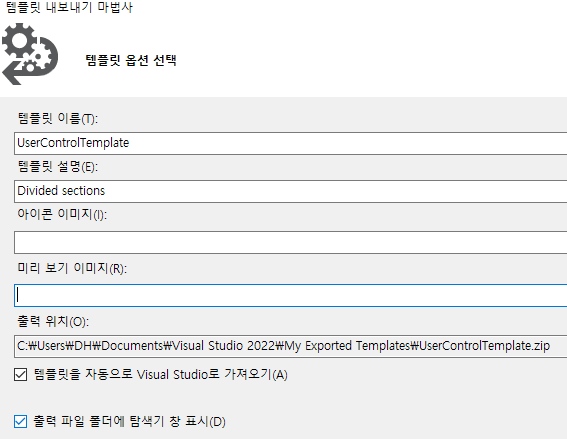 템플릿 내보내기 마법사
템플릿 옵션 선택
템플릿 이름(T):
UserControlTemplate
템플릿 설명(E):
Divided sections
아이콘 이미지(I):
미리 보기 이미지(R):
출력 위치(O):
C:₩Users₩DH₩Documents₩Visual Studio 2022₩My Exported Templates₩UserControlTemplate.zip
템플릿을 자동으로 Visual Studio로 가져오기(A)
출력 파일 폴더에 탐색기 창 표시(D)